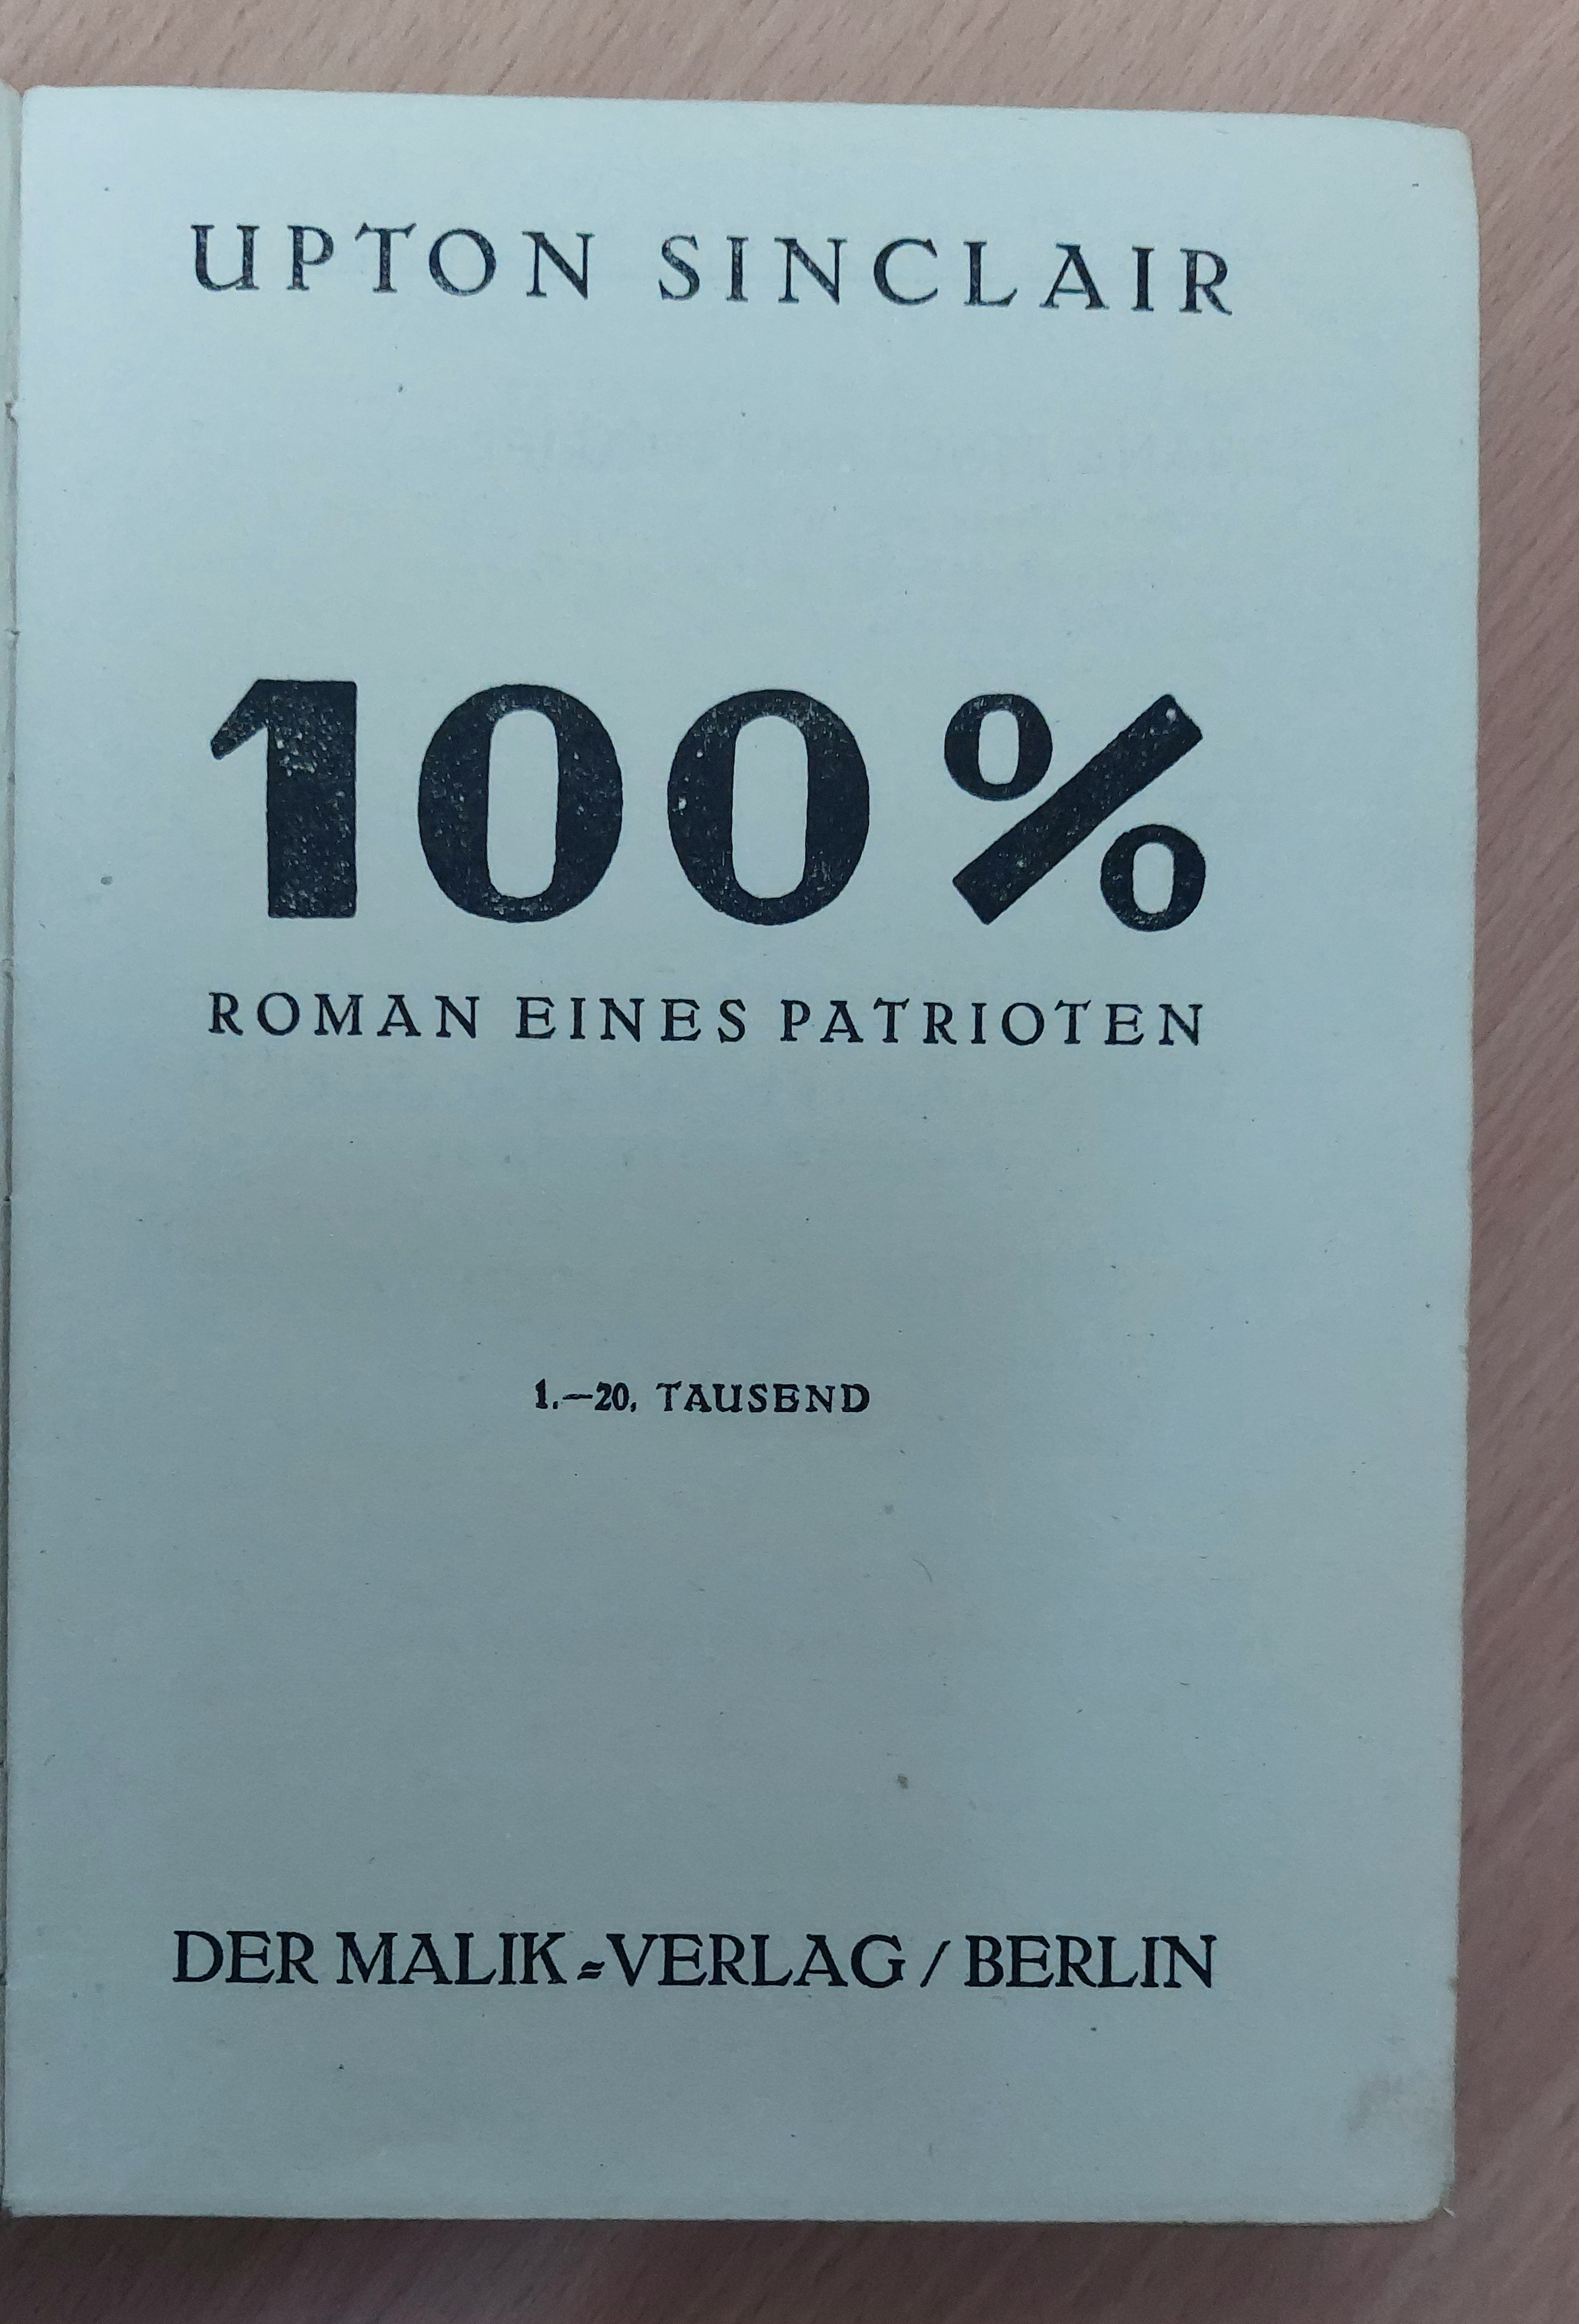 UPTON SINCLAIR
100%
ROMAN EINES PATRIOTEN
1.—20. TAUSEND
DER MALIK-VERLAG / BERLIN